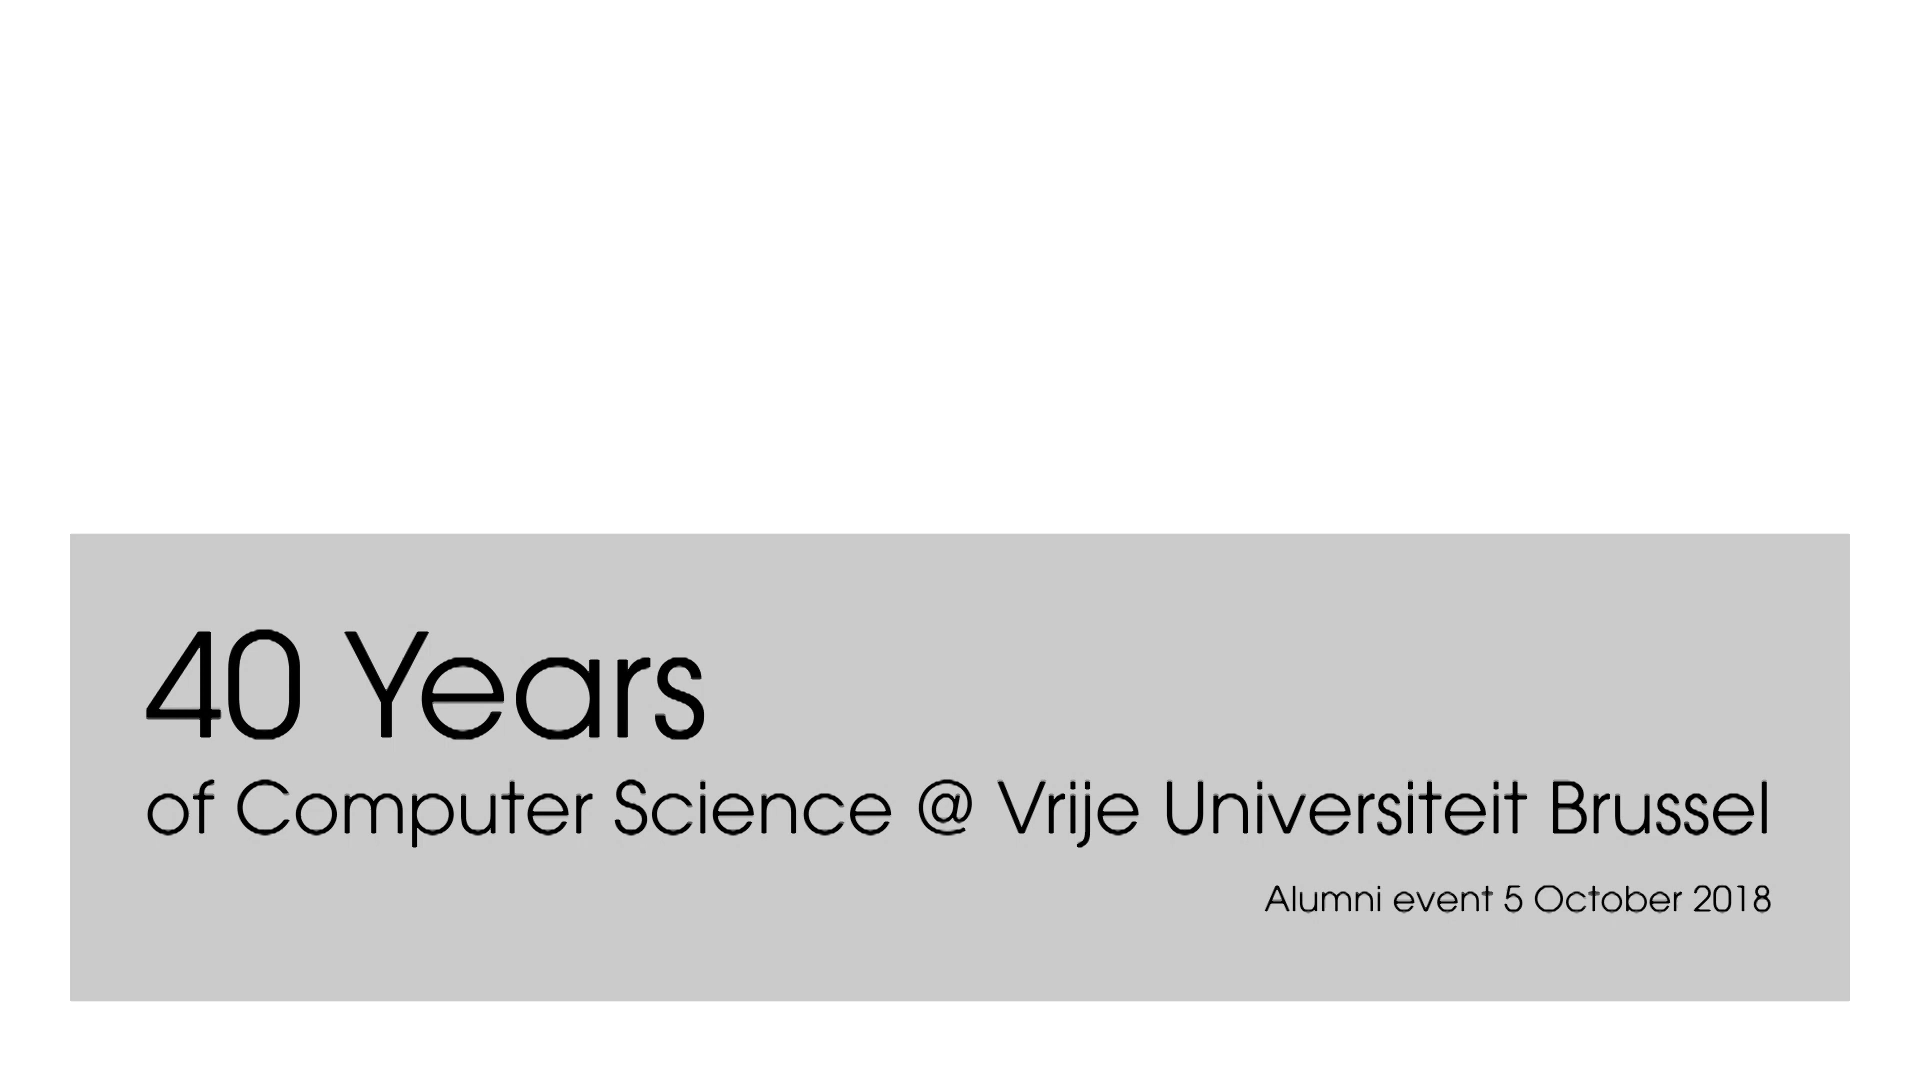 40 Years
of Computer Science @ Vrije Universiteit Brussel
Alumni event 5 October 2018